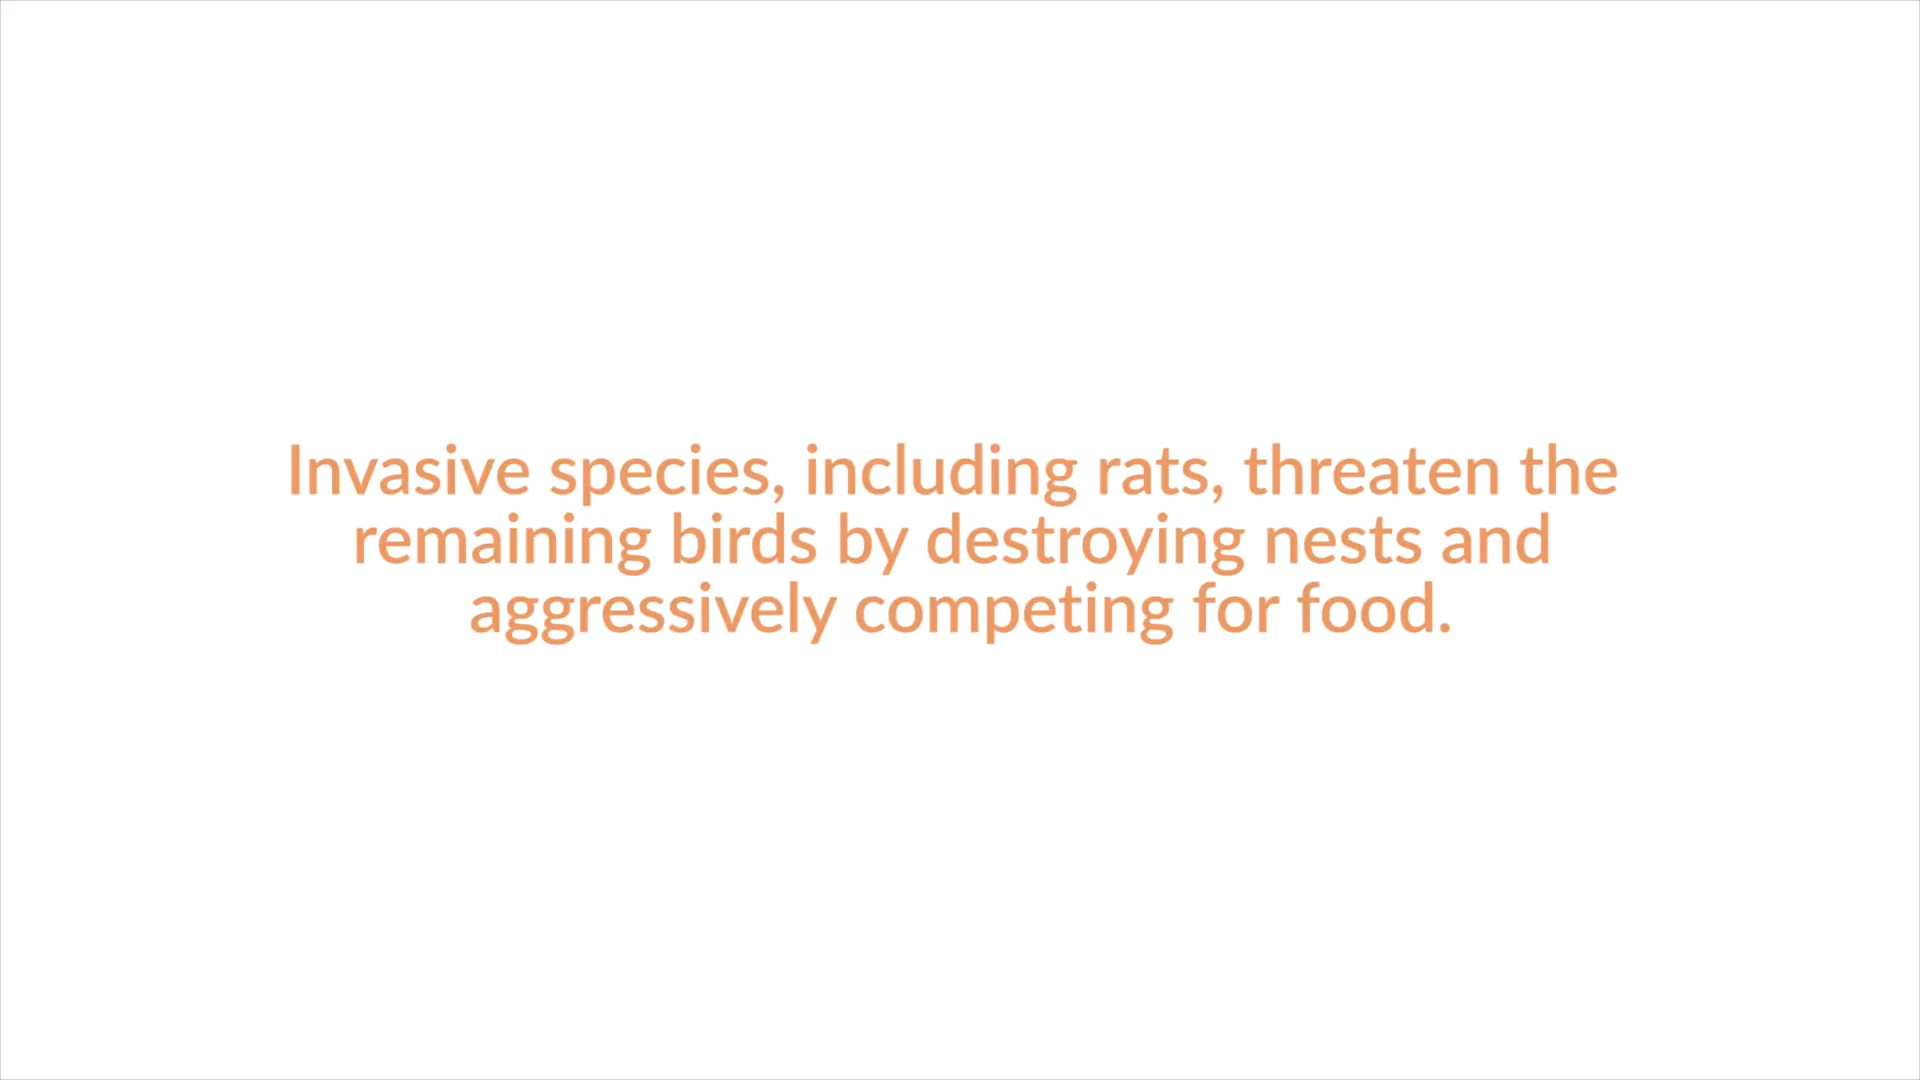 Invasive species, including rats, threaten the
remaining birds by destroying nests and
aggressively competing for food.